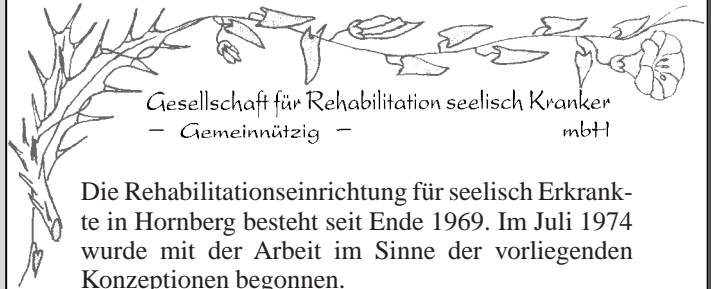 Gesellschaft für Rehabilitation seelisch Kranker
– Gemeinnützig – mbH
Die Rehabilitationseinrichtung für seelisch Erkrank-
te in Hornberg besteht seit Ende 1969. Im Juli 1974
wurde mit der Arbeit im Sinne der vorliegenden
Konzeptionen begonnen.